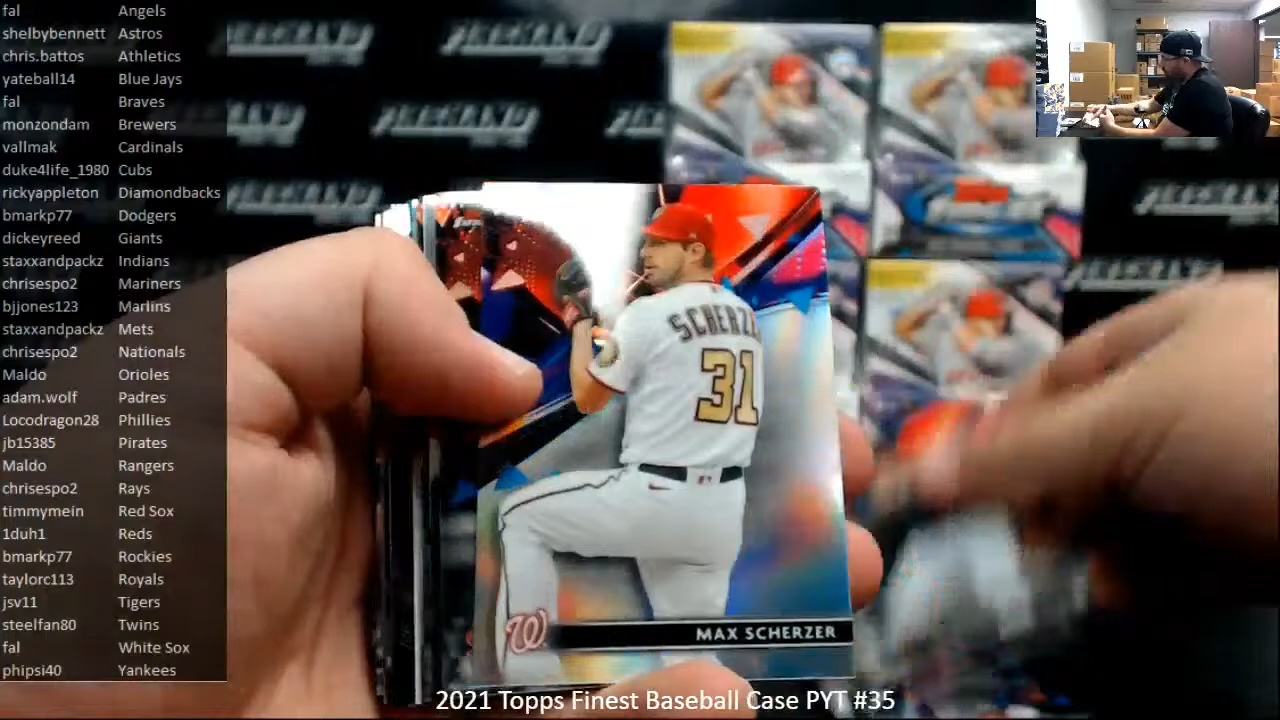 fal Angels
shelbybennett Astros
chris.battos Athletics
yateball14 Blue Jays
fal Braves
monzondam Brewers
vallmak Cardinals
duke4life_1980 Cubs
rickyappleton Diamondbacks
bmarkp77 Dodgers
dickeyreed Giants
staxxandpackz Indians
chrisespo2 Mariners
bjjones123 Marlins
staxxandpackz Mets
chrisespo2 Nationals
Maldo Orioles
adam.wolf Padres
Locodragon28 Phillies
jb15385 Pirates
Maldo Rangers
chrisespo2 Rays
timmymein Red Sox
1duh1 Reds
bmarkp77 Rockies
taylorc113 Royals
jsv11 Tigers
steelfan80 Twins
fal White Sox
phipsi40 Yankees
31
W
MAX SCHERZER
2021 Topps Finest Baseball Case PYT #35